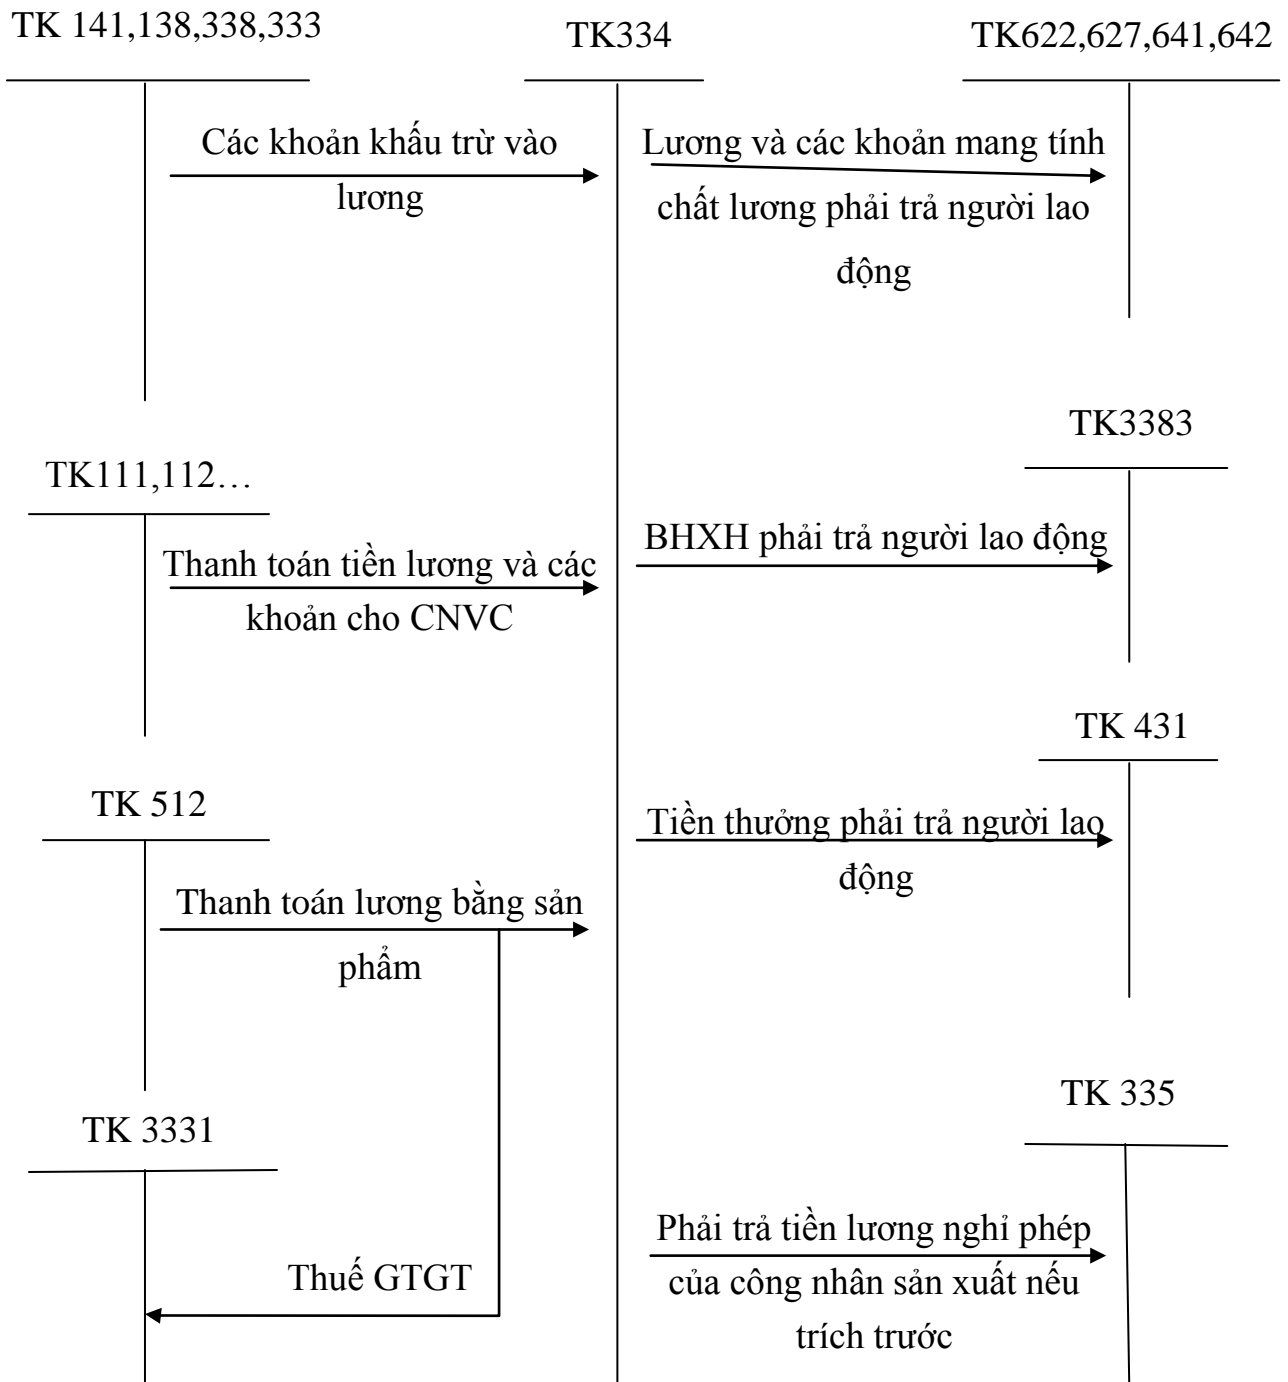 TK 141,138,338,333
TK334
TK622,627,641,642
Các khoản khấu trừ vào
lương
Lương và các khoản mang tính
chất lương phải trả người lao
động
TK3383
TK111,112…
BHXH phải trả người lao động
Thanh toán tiền lương và các
khoản cho CNVC
TK 431
TK 512
Tiền thưởng phải trả người lao
động
Thanh toán lương bằng sản
phẩm
TK 335
TK 3331
Phải trả tiền lương nghỉ phép
của công nhân sản xuất nếu
trích trước
Thuế GTGT